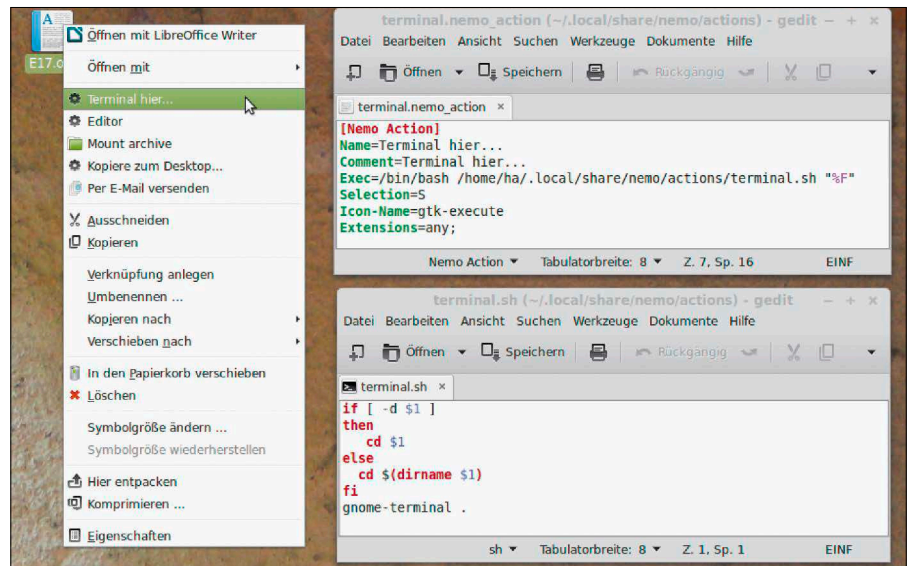 E17.o
Öffnen mit LibreOffice Writer
Öffnen mit
Terminal hier...
Editor
Mount archive
Kopiere zum Desktop...
Per E-Mail versenden
Ausschneiden
Kopieren
Verknüpfung anlegen
Umbenennen ...
Kopieren nach
Verschieben nach
In den Papierkorb verschieben
Löschen
Symbolgröße ändern ...
Symbolgröße wiederherstellen
Hier entpacken
Komprimieren ...
Eigenschaften
terminal.nemo_action (~/.local/share/nemo/actions) - gedit
Datei Bearbeiten Ansicht Suchen Werkzeuge Dokumente Hilfe
Öffnen Speichern Rückgängig
terminal.nemo_action ×
[Nemo Action]
Name=Terminal hier...
Comment=Terminal hier...
Exec=/bin/bash /home/ha/.local/share/nemo/actions/terminal.sh "%F"
Selection=S
Icon-Name=gtk-execute
Extensions=any;
Nemo Action Tabulatorbreite: 8 Z. 7, Sp. 16 EINF
terminal.sh (~/.local/share/nemo/actions) - gedit
Datei Bearbeiten Ansicht Suchen Werkzeuge Dokumente Hilfe
Öffnen Speichern Rückgängig
terminal.sh ×
if [ -d $1 ]
then
cd $1
else
cd $(dirname $1)
fi
gnome-terminal .
sh Tabulatorbreite: 8 Z. 1, Sp. 1 EINF